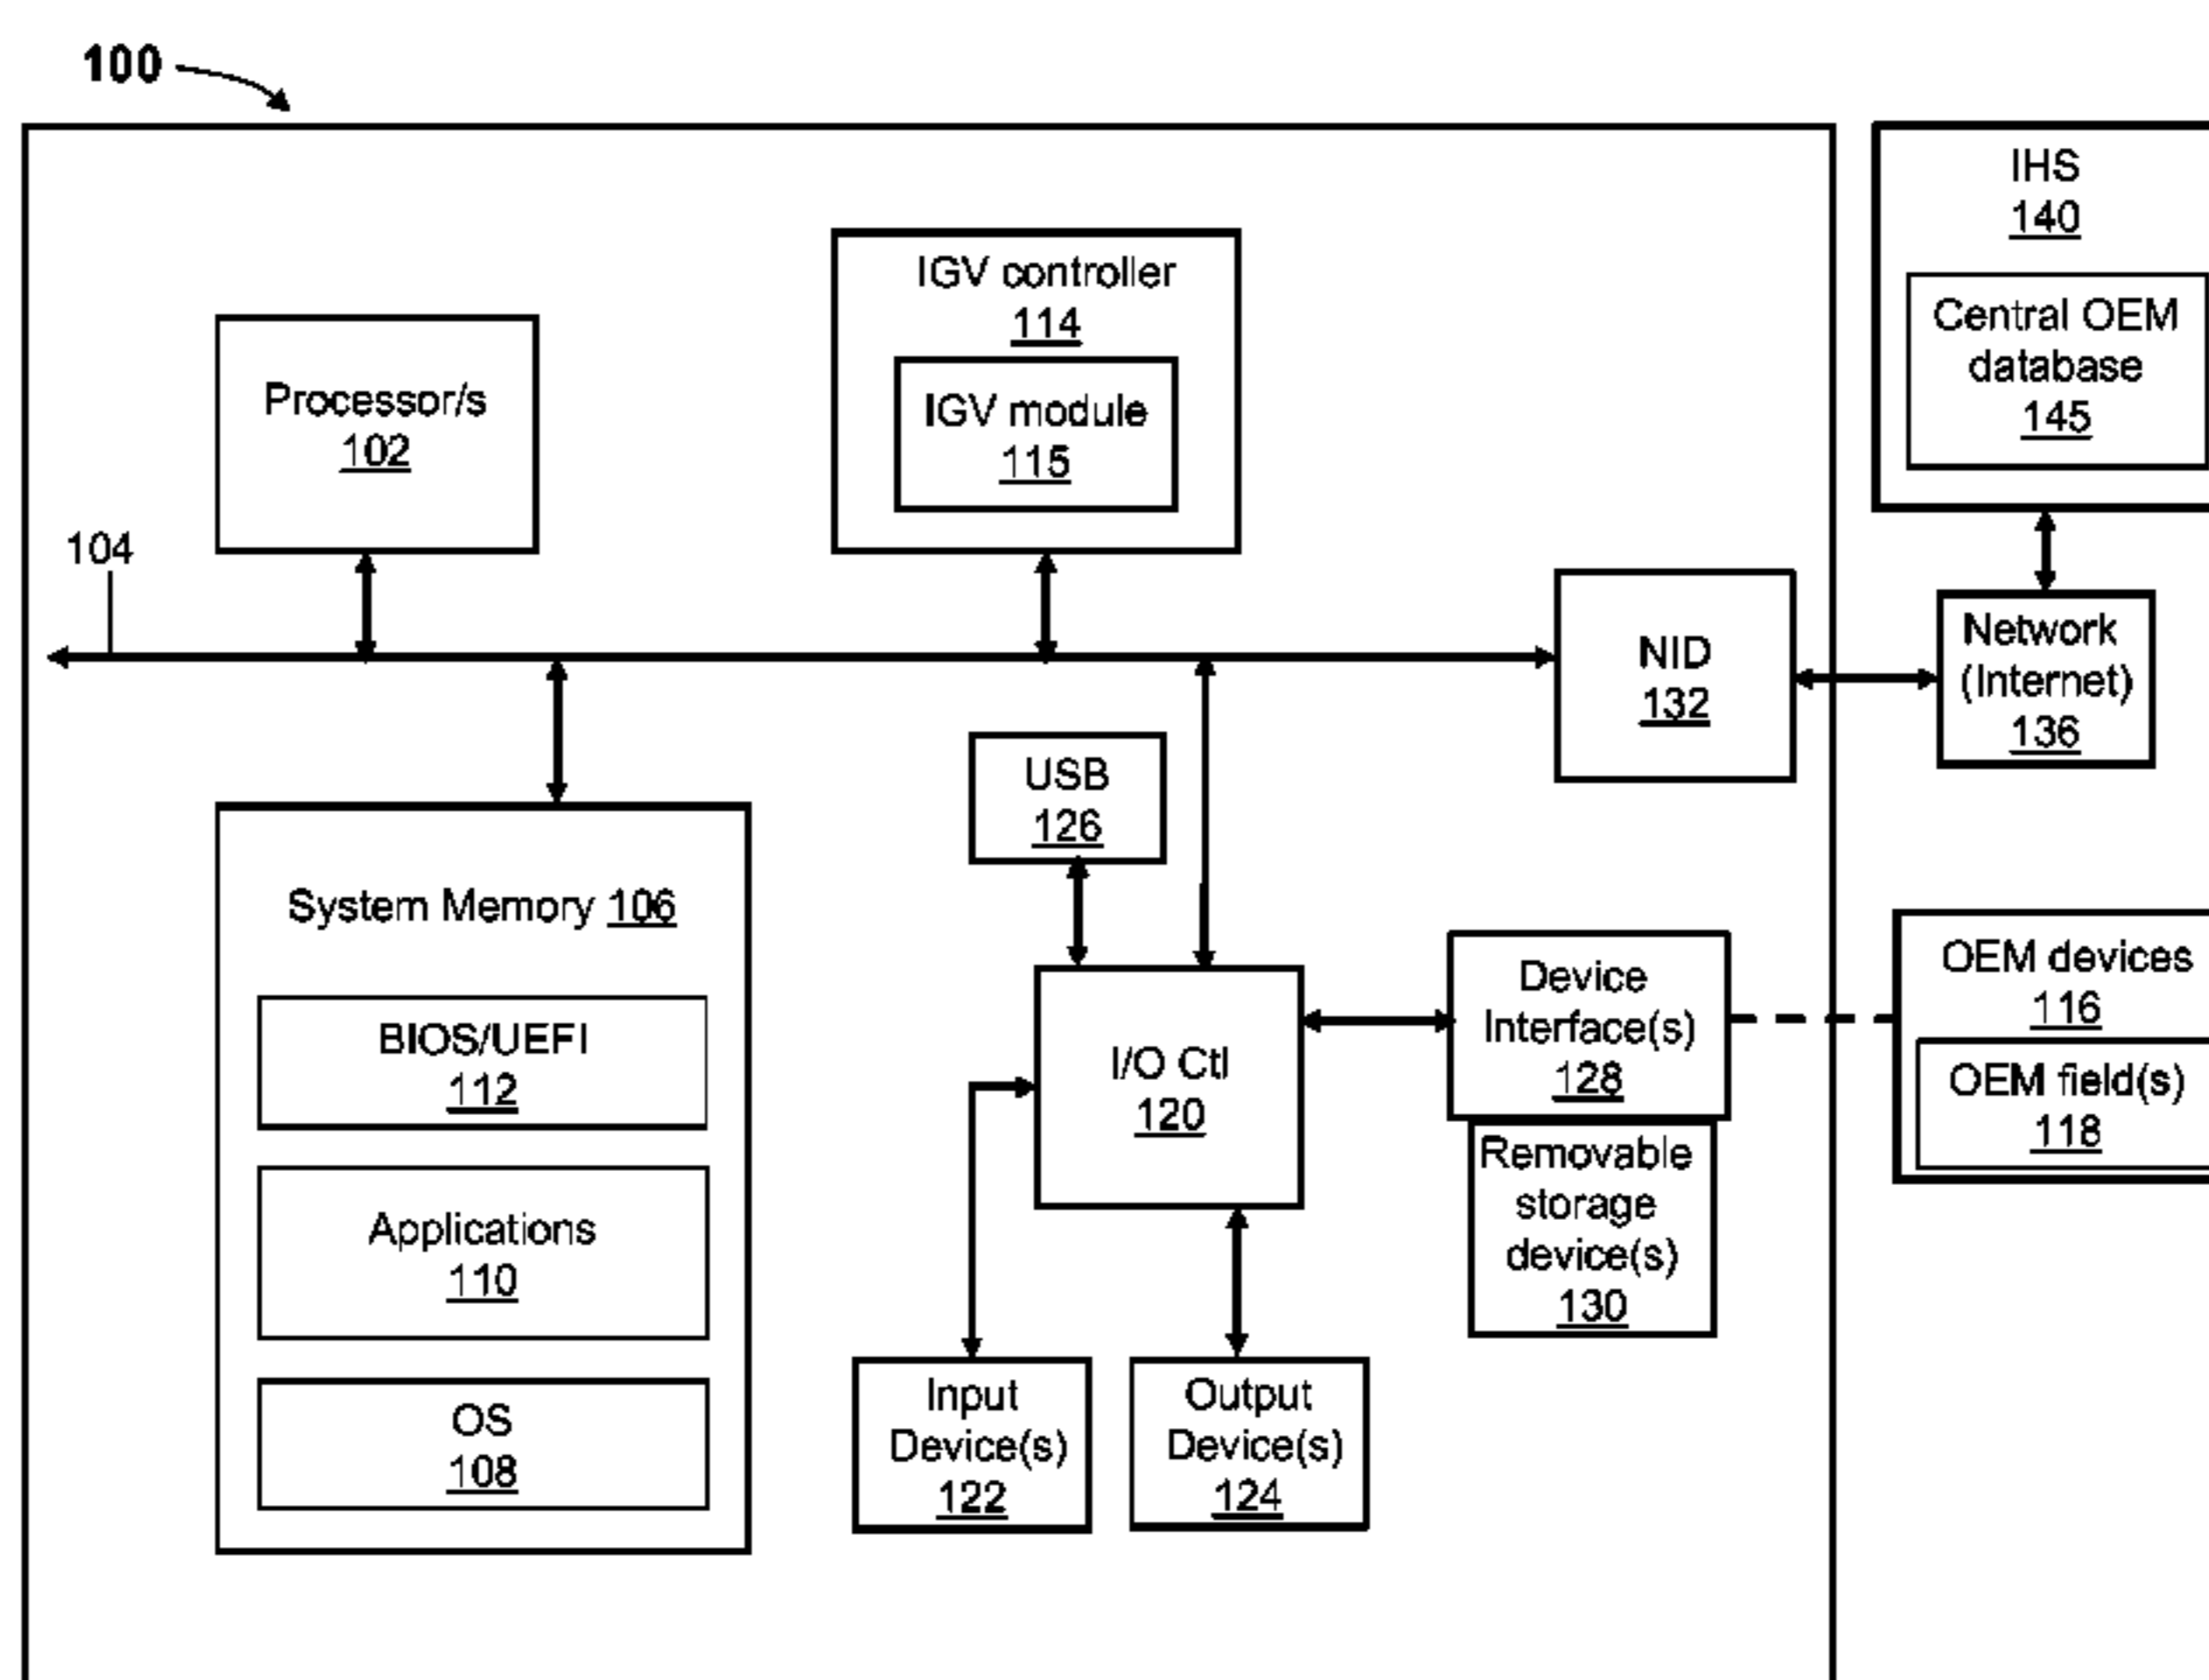 100
IHS
140
Central OEM
database
145
IGV controller
114
IGV module
115
Processor/s
102
104
NID
132
Network
(Internet)
136
USB
126
System Memory 106
BIOS/UEFI
112
Applications
110
OS
108
I/O Ctl
120
Device
Interface(s)
128
Removable
storage
device(s)
130
OEM devices
116
OEM field(s)
118
Input
Device(s)
122
Output
Device(s)
124